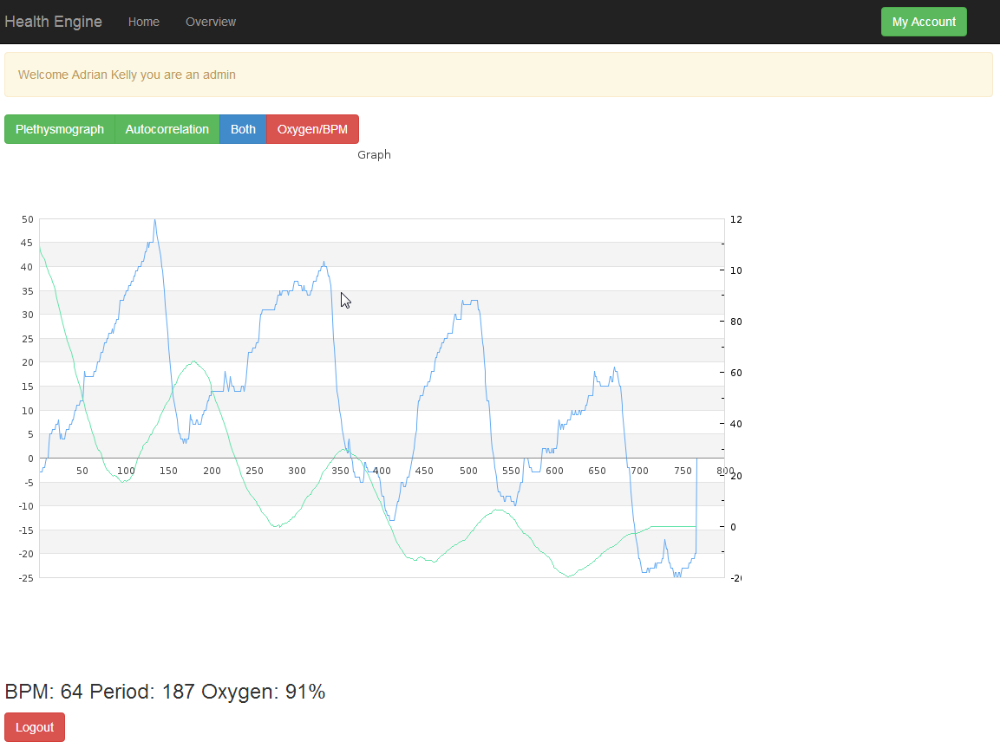 Health Engine Home Overview My Account
Welcome Adrian Kelly you are an admin
Plethysmograph Autocorrelation Both Oxygen/BPM
Graph
50 12
45
40 10
35
30 80
25
20 60
15
10 40
5
0
50 100 150 200 250 300 350 400 450 500 550 600 650 700 750 800 20
-5
-10
-15 0
-20
-25 -20
BPM: 64 Period: 187 Oxygen: 91%
Logout